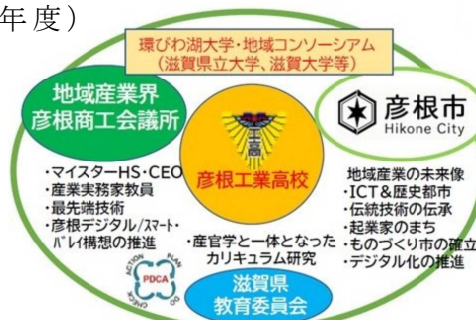 年度）
環びわ湖大学・地域コンソーシアム
（滋賀県立大学、滋賀大学等）
地域産業界
彦根商工会議所
・マイスターHS・CEO
・産業実務家教員
・最先端技術
・彦根デジタル/スマート・
バレイ構想の推進
PLAN
DO
CHECK
ACTION
PDCA
工高
彦根工業高校
・産官学と一体となった
カリキュラム研究
滋賀県
教育委員会
彦根市
Hikone City
地域産業の未来像
・ICT＆歴史都市
・伝統技術の伝承
・起業家のまち
・ものづくり市の確立
・デジタル化の推進